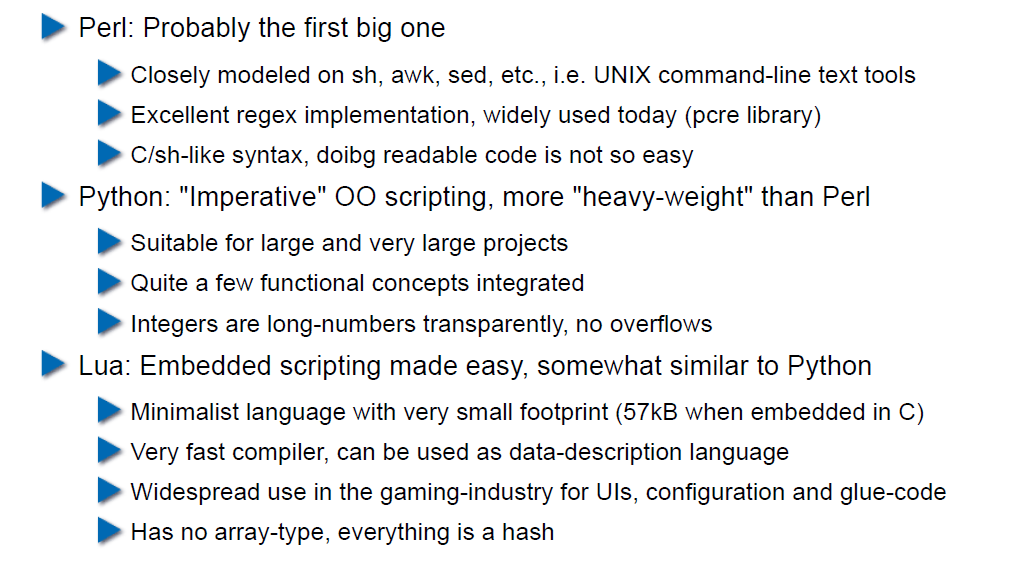 Perl: Probably the first big one
Closely modeled on sh, awk, sed, etc., i.e. UNIX command-line text tools
Excellent regex implementation, widely used today (pcre library)
C/sh-like syntax, doibg readable code is not so easy
Python: "Imperative" OO scripting, more "heavy-weight" than Perl
Suitable for large and very large projects
Quite a few functional concepts integrated
Integers are long-numbers transparently, no overflows
Lua: Embedded scripting made easy, somewhat similar to Python
Minimalist language with very small footprint (57kB when embedded in C)
Very fast compiler, can be used as data-description language
Widespread use in the gaming-industry for UIs, configuration and glue-code
Has no array-type, everything is a hash